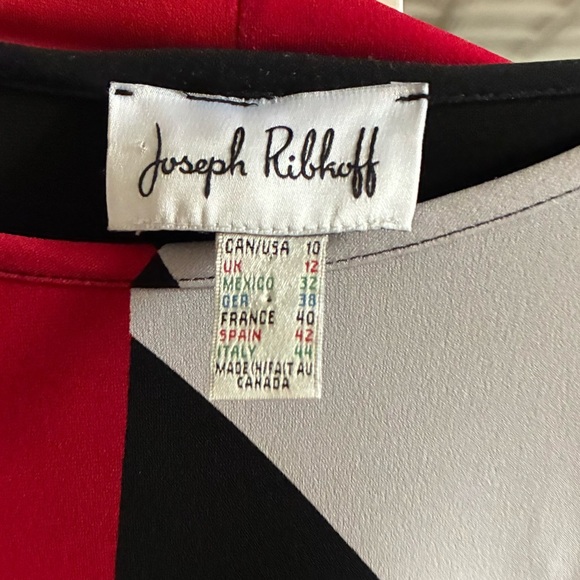 Joseph Ribkoff
CAN/USA 10
UK 12
MEXICO 32
GER 38
FRANCE 40
SPAIN 42
ITALY 44
MADE/H/FAIT AU
CANADA